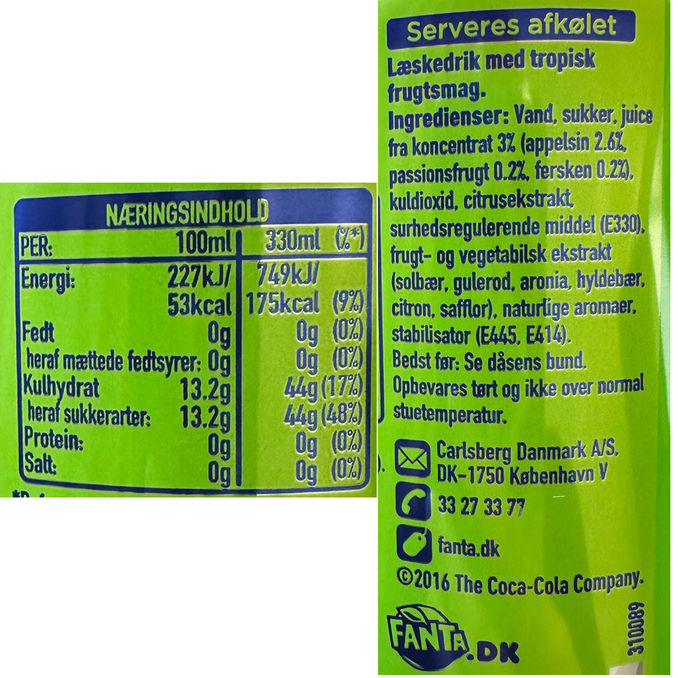 NÆRINGSINDHOLD
PER: 100ml 330ml (%*)
Energi: 227kJ/ 749kJ/
53kcal 175kcal (9%)
Fedt 0g 0g (0%)
heraf mættede fedtsyrer: 0g 0g (0%)
Kulhydrat 13.2g 44g (17%)
heraf sukkerarter: 13.2g 44g (48%)
Protein: 0g 0g (0%)
Salt: 0g 0g (0%)
Serveres afkølet
Læskedrik med tropisk
frugtsmag.
Ingredienser: Vand, sukker, juice
fra koncentrat 3% (appelsin 2.6%,
passionsfrugt 0.2%, fersken 0.2%),
kuldioxid, citrusekstrakt,
surhedsregulerende middel (E330),
frugt- og vegetabilsk ekstrakt
(solbær, gulerod, aronia, hyldebær,
citron, safflor), naturlige aromaer,
stabilisator (E445, E414).
Bedst før: Se dåsens bund.
Opbevares tørt og ikke over normal
stuetemperatur.
Carlsberg Danmark A/S,
DK-1750 København V
33 27 33 77
fanta.dk
©2016 The Coca-Cola Company.
FANTA.DK
310089